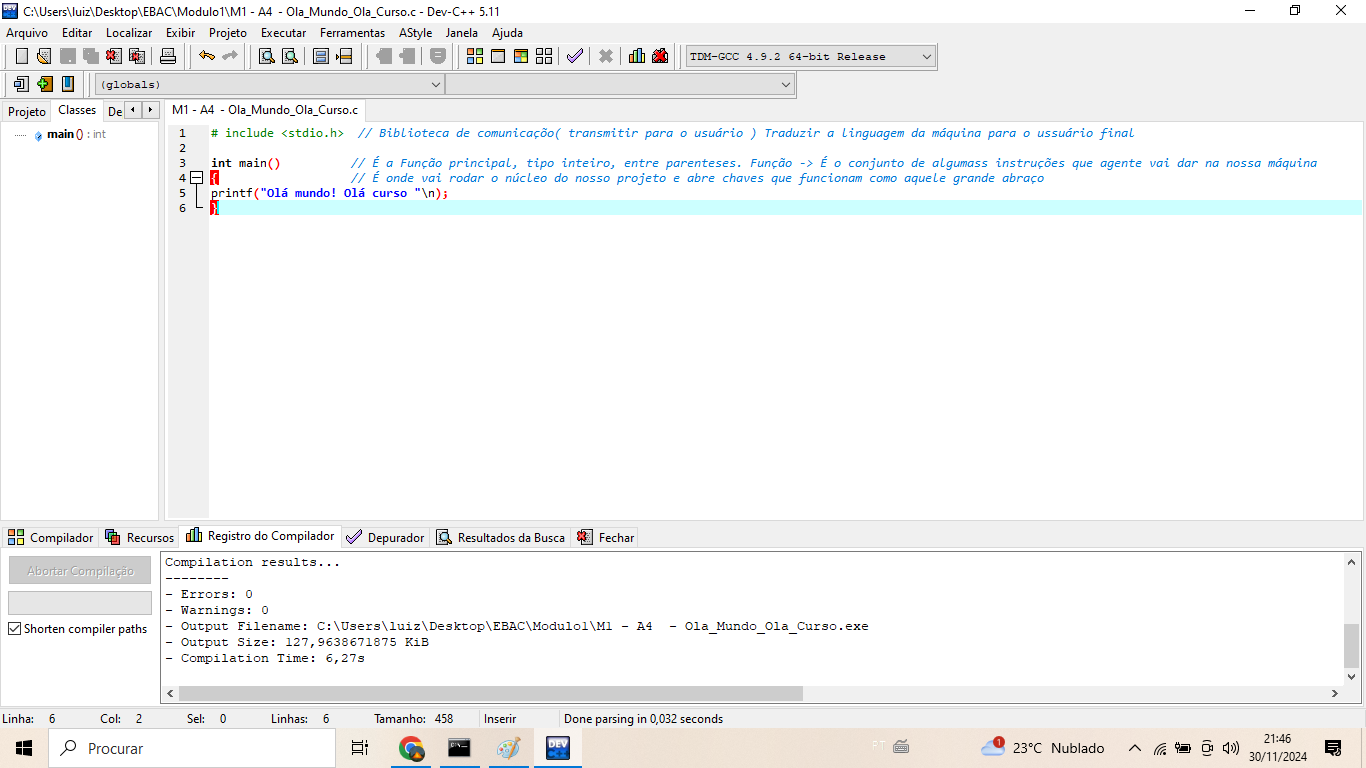 C:\Users\luiz\Desktop\EBAC\Modulo1\M1 - A4  - Ola_Mundo_Ola_Curso.c - Dev-C++ 5.11
Arquivo Editar Localizar Exibir Projeto Executar Ferramentas AStyle Janela Ajuda
TDM-GCC 4.9.2 64-bit Release
(globals)
Projeto Classes De
M1 - A4  - Ola_Mundo_Ola_Curso.c
main () : int
1 # include <stdio.h>  // Biblioteca de comunicaçõo( transmitir para o usuário ) Traduzir a linguagem da máquina para o ussuário final
2
3 int main()          // É a Função principal, tipo inteiro, entre parenteses. Função -> É o conjunto de algumass instruções que agente vai dar na nossa máquina
4 {                   // É onde vai rodar o núcleo do nosso projeto e abre chaves que funcionam como aquele grande abraço
5 printf("Olá mundo! Olá curso "\n);
6 }
Compilador Recursos Registro do Compilador Depurador Resultados da Busca Fechar
Abortar Compilação
Shorten compiler paths
Compilation results...
--------
- Errors: 0
- Warnings: 0
- Output Filename: C:\Users\luiz\Desktop\EBAC\Modulo1\M1 - A4  - Ola_Mundo_Ola_Curso.exe
- Output Size: 127,9638671875 KiB
- Compilation Time: 6,27s
Linha: 6 Col: 2 Sel: 0 Linhas: 6 Tamanho: 458 Inserir Done parsing in 0,032 seconds
Procurar
DEV
PT
1
23°C Nublado
21:46
30/11/2024